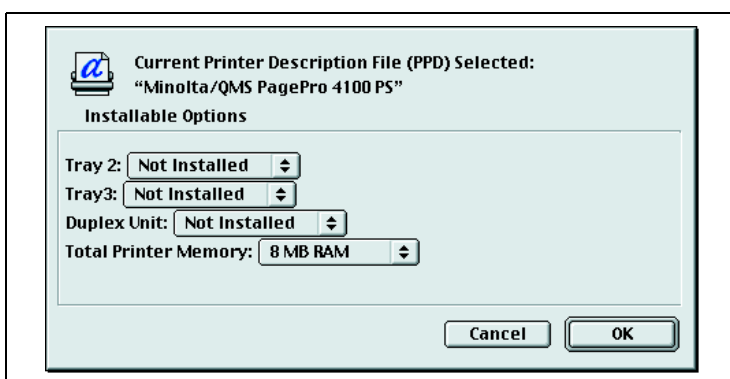 Current Printer Description File (PPD) Selected:
“Minolta/QMS PagePro 4100 PS”
Installable Options
Tray 2: Not Installed
Tray3: Not Installed
Duplex Unit: Not Installed
Total Printer Memory: 8 MB RAM
Cancel OK